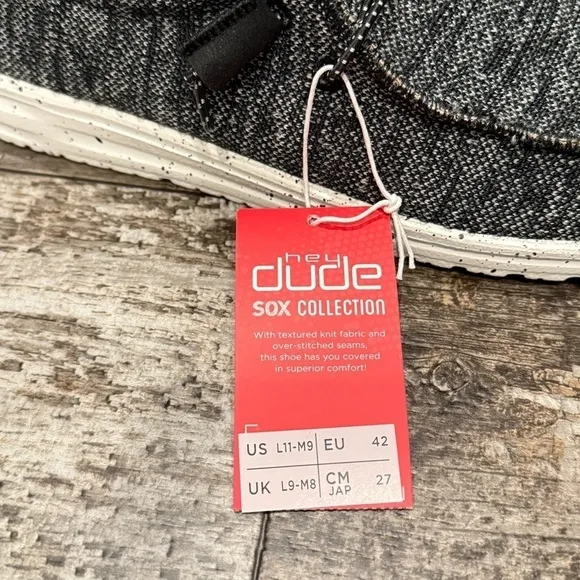 hey
dude
SOX COLLECTION
With textured knit fabric and
over-stitched seams,
this shoe has you covered
in superior comfort!
US L11-M9 EU 42
UK L9-M8 CM JAP 27